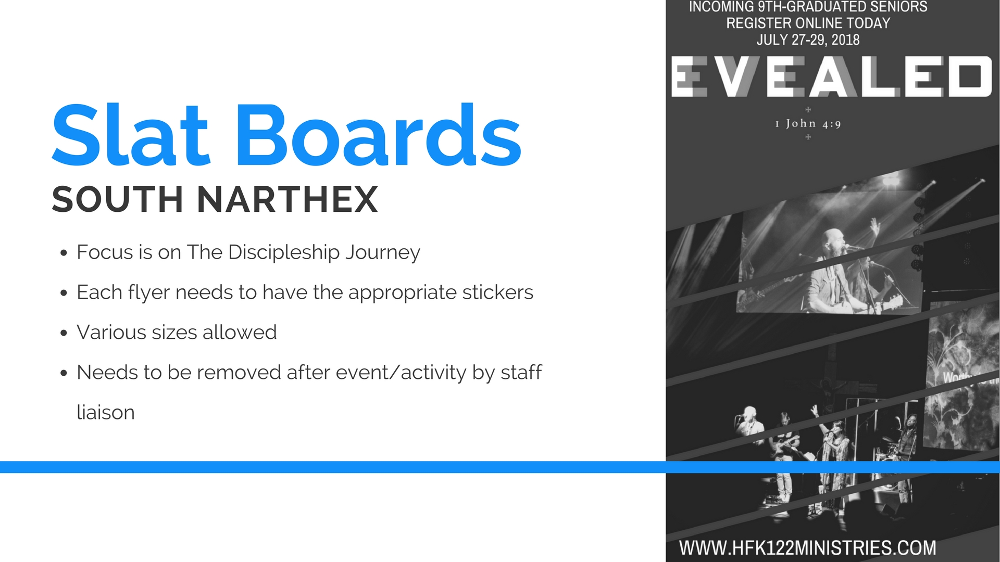 Slat Boards
SOUTH NARTHEX
• Focus is on The Discipleship Journey
• Each flyer needs to have the appropriate stickers
• Various sizes allowed
• Needs to be removed after event/activity by staff
liaison
INCOMING 9TH-GRADUATED SENIORS
REGISTER ONLINE TODAY
JULY 27-29, 2018
EVEALED
1 John 4:9
WWW.HFK122MINISTRIES.COM